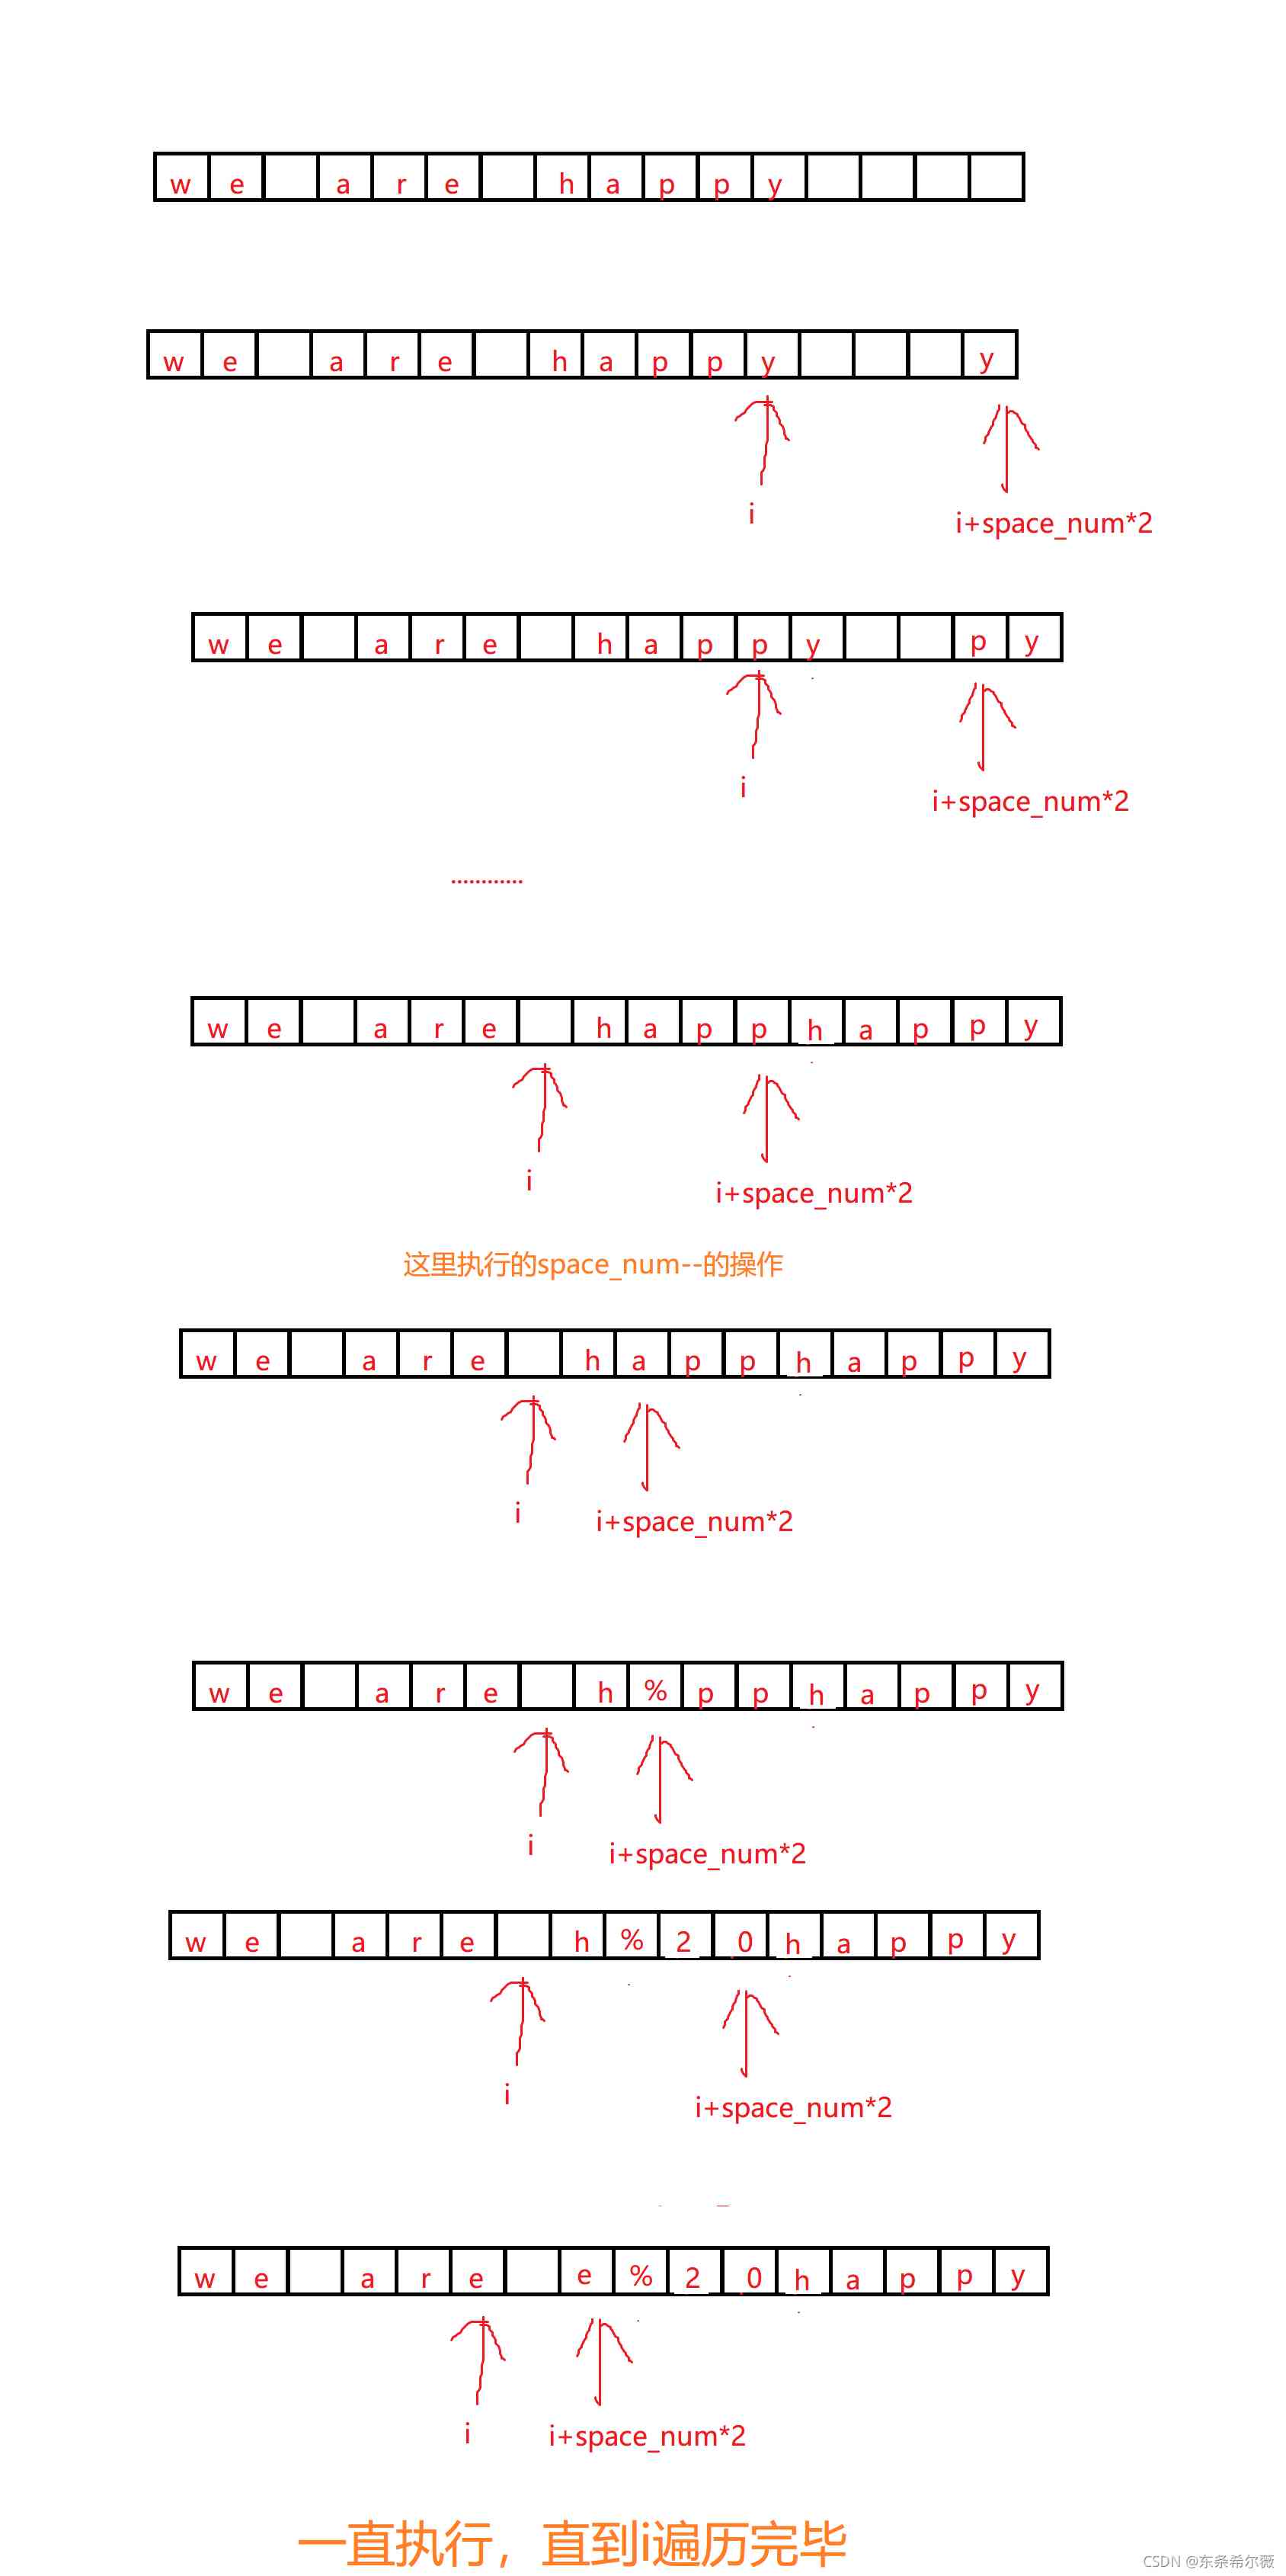 w e a r e h a p p y
w e a r e h a p p y y
i
i+space_num*2
w e a r e h a p p y p y
i
i+space_num*2
............
w e a r e h a p p h a p p y
i
i+space_num*2
这里执行的space_num--的操作
w e a r e h a p p h a p p y
i
i+space_num*2
w e a r e h % p p h a p p y
i
i+space_num*2
w e a r e h % 2 0 h a p p y
i
i+space_num*2
w e a r e e % 2 0 h a p p y
i
i+space_num*2
一直执行，直到i遍历完毕
CSDN @东条希尔薇